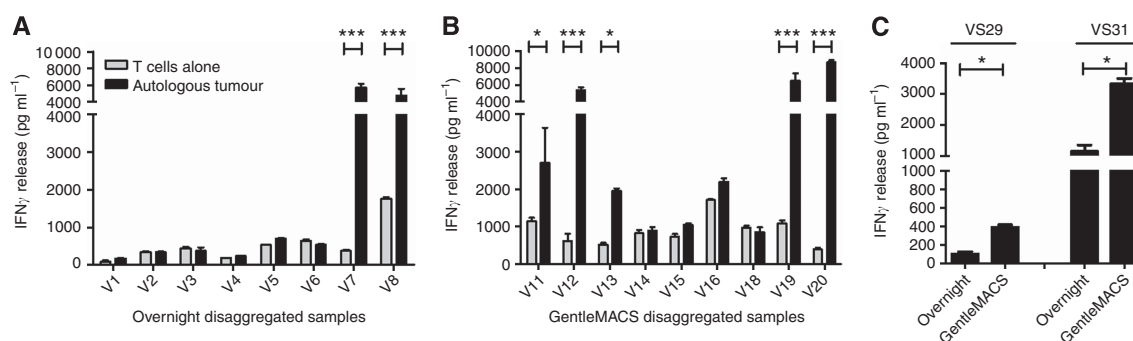 A
IFNγ release (pg ml⁻¹)
10 000
8000
6000
4000
4000
3000
2000
1000
0
T cells alone
Autologous tumour
*** ***
V1 V2 V3 V4 V5 V6 V7 V8
Overnight disaggregated samples
B
IFNγ release (pg ml⁻¹)
10000
8000
6000
4000
4000
3000
2000
1000
0
* *** * *** ***
V11 V12 V13 V14 V15 V16 V18 V19 V20
GentleMACS disaggregated samples
C
VS29 VS31
* *
IFNγ release (pg ml⁻¹)
4000
3000
2000
1000
1000
800
600
400
200
0
Overnight GentleMACS Overnight GentleMACS